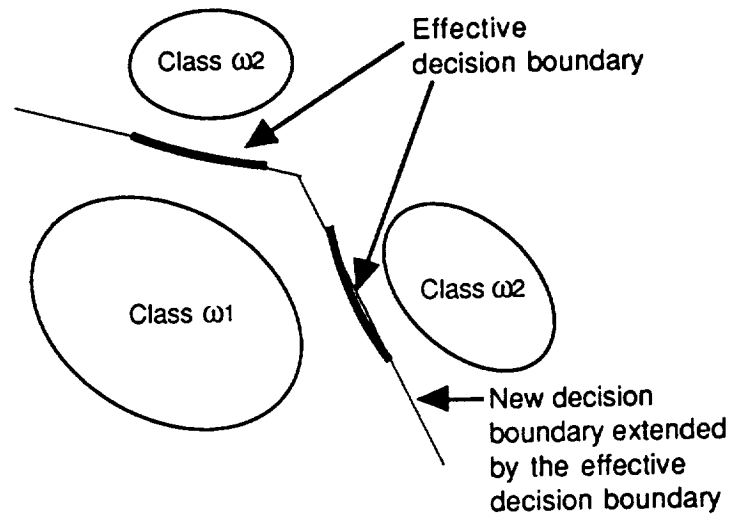 Effective
decision boundary
Class ω2
Class ω2
Class ω1
New decision
boundary extended
by the effective
decision boundary